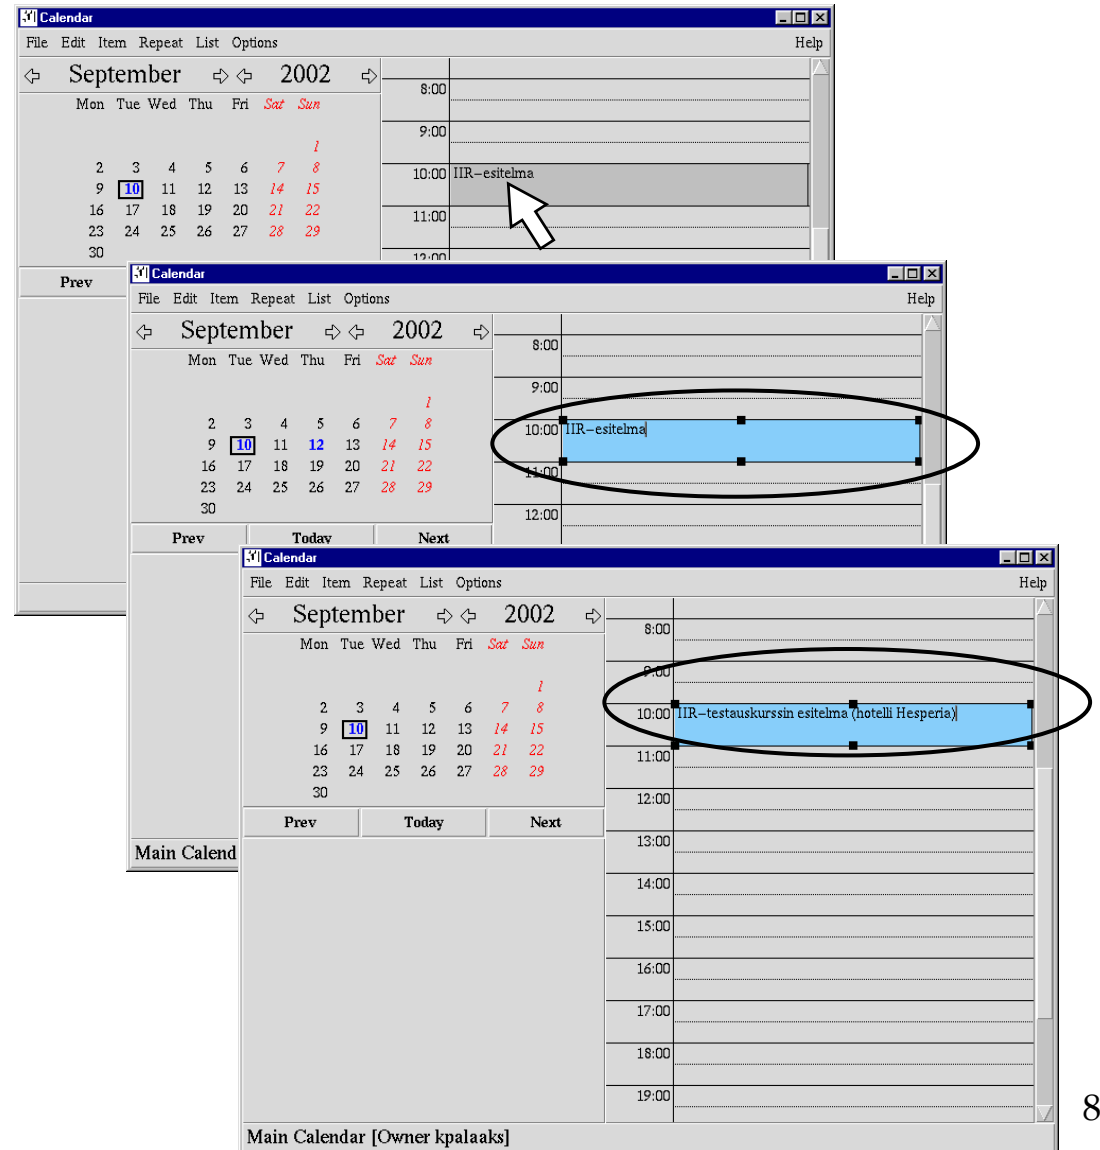 Calendar
File Edit Item Repeat List Options Help
September 2002
Mon Tue Wed Thu Fri Sat Sun
1
2 3 4 5 6 7 8
9 10 11 12 13 14 15
16 17 18 19 20 21 22
23 24 25 26 27 28 29
30
Prev
8:00
9:00
10:00 IIR-esitelma
11:00
12:00
Calendar
File Edit Item Repeat List Options Help
September 2002
Mon Tue Wed Thu Fri Sat Sun
1
2 3 4 5 6 7 8
9 10 11 12 13 14 15
16 17 18 19 20 21 22
23 24 25 26 27 28 29
30
Prev Today Next
8:00
9:00
10:00 IIR-esitelma
11:00
12:00
Main Calend
Calendar
File Edit Item Repeat List Options Help
September 2002
Mon Tue Wed Thu Fri Sat Sun
1
2 3 4 5 6 7 8
9 10 11 12 13 14 15
16 17 18 19 20 21 22
23 24 25 26 27 28 29
30
Prev Today Next
8:00
9:00
10:00 IIR-testauskurssin esitelma (hotelli Hesperia)
11:00
12:00
13:00
14:00
15:00
16:00
17:00
18:00
19:00
Main Calendar [Owner kpalaaks]
8